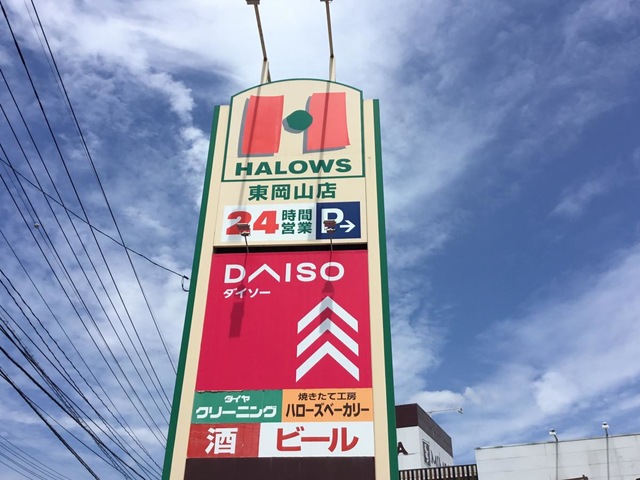 H
HALOWS
東岡山店
24時間
営業
P→
DAISO
ダイソー
ダイヤ
クリーニング
焼きたて工房
ハローズベーカリー
酒
ビール